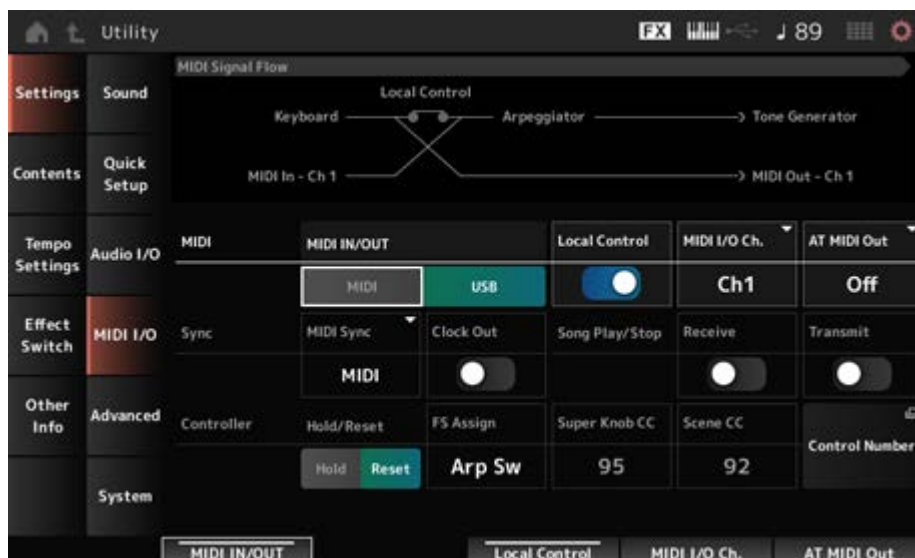 Utility FX ♩ 89
MIDI Signal Flow
Settings Sound
Local Control
Keyboard Arpeggiator Tone Generator
Contents Quick Setup
MIDI In - Ch 1 MIDI Out - Ch 1
Tempo Settings Audio I/O
MIDI MIDI IN/OUT Local Control MIDI I/O Ch. AT MIDI Out
MIDI USB Ch1 Off
Effect Switch MIDI I/O
Sync MIDI Sync Clock Out Song Play/Stop Receive Transmit
MIDI
Other Info Advanced
Controller Hold/Reset FS Assign Super Knob CC Scene CC Control Number
Hold Reset Arp Sw 95 92
System
MIDI IN/OUT Local Control MIDI I/O Ch. AT MIDI Out